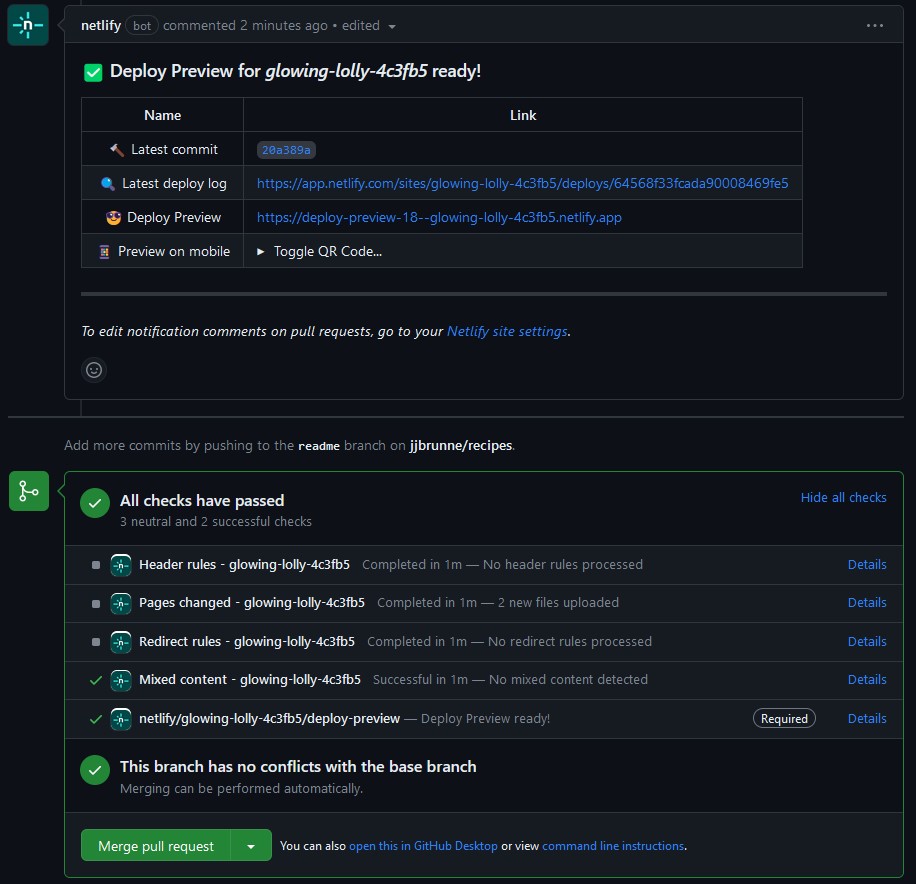 netlify bot commented 2 minutes ago • edited
Deploy Preview for glowing-lolly-4c3fb5 ready!
Name Link
Latest commit 20a389a
Latest deploy log https://app.netlify.com/sites/glowing-lolly-4c3fb5/deploys/64568f33fcada90008469fe5
Deploy Preview https://deploy-preview-18--glowing-lolly-4c3fb5.netlify.app
Preview on mobile Toggle QR Code...
To edit notification comments on pull requests, go to your Netlify site settings.
Add more commits by pushing to the readme branch on jjbrunne/recipes.
All checks have passed Hide all checks
3 neutral and 2 successful checks
Header rules - glowing-lolly-4c3fb5 Completed in 1m — No header rules processed Details
Pages changed - glowing-lolly-4c3fb5 Completed in 1m — 2 new files uploaded Details
Redirect rules - glowing-lolly-4c3fb5 Completed in 1m — No redirect rules processed Details
Mixed content - glowing-lolly-4c3fb5 Successful in 1m — No mixed content detected Details
netlify/glowing-lolly-4c3fb5/deploy-preview — Deploy Preview ready! Required Details
This branch has no conflicts with the base branch
Merging can be performed automatically.
Merge pull request You can also open this in GitHub Desktop or view command line instructions.